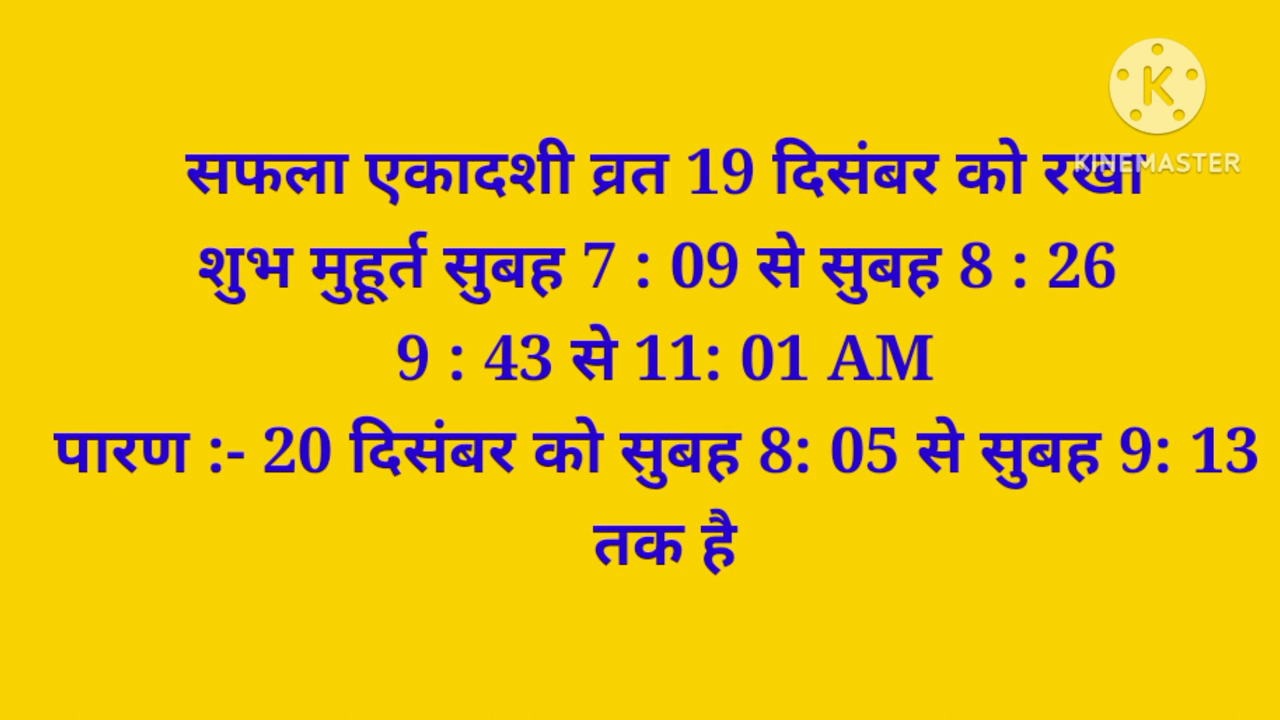 सफला एकादशी व्रत 19 दिसंबर को रखा
शुभ मुहूर्त सुबह 7 : 09 से सुबह 8 : 26
9 : 43 से 11: 01 AM
पारण :- 20 दिसंबर को सुबह 8: 05 से सुबह 9: 13
तक है
K
KINEMASTER